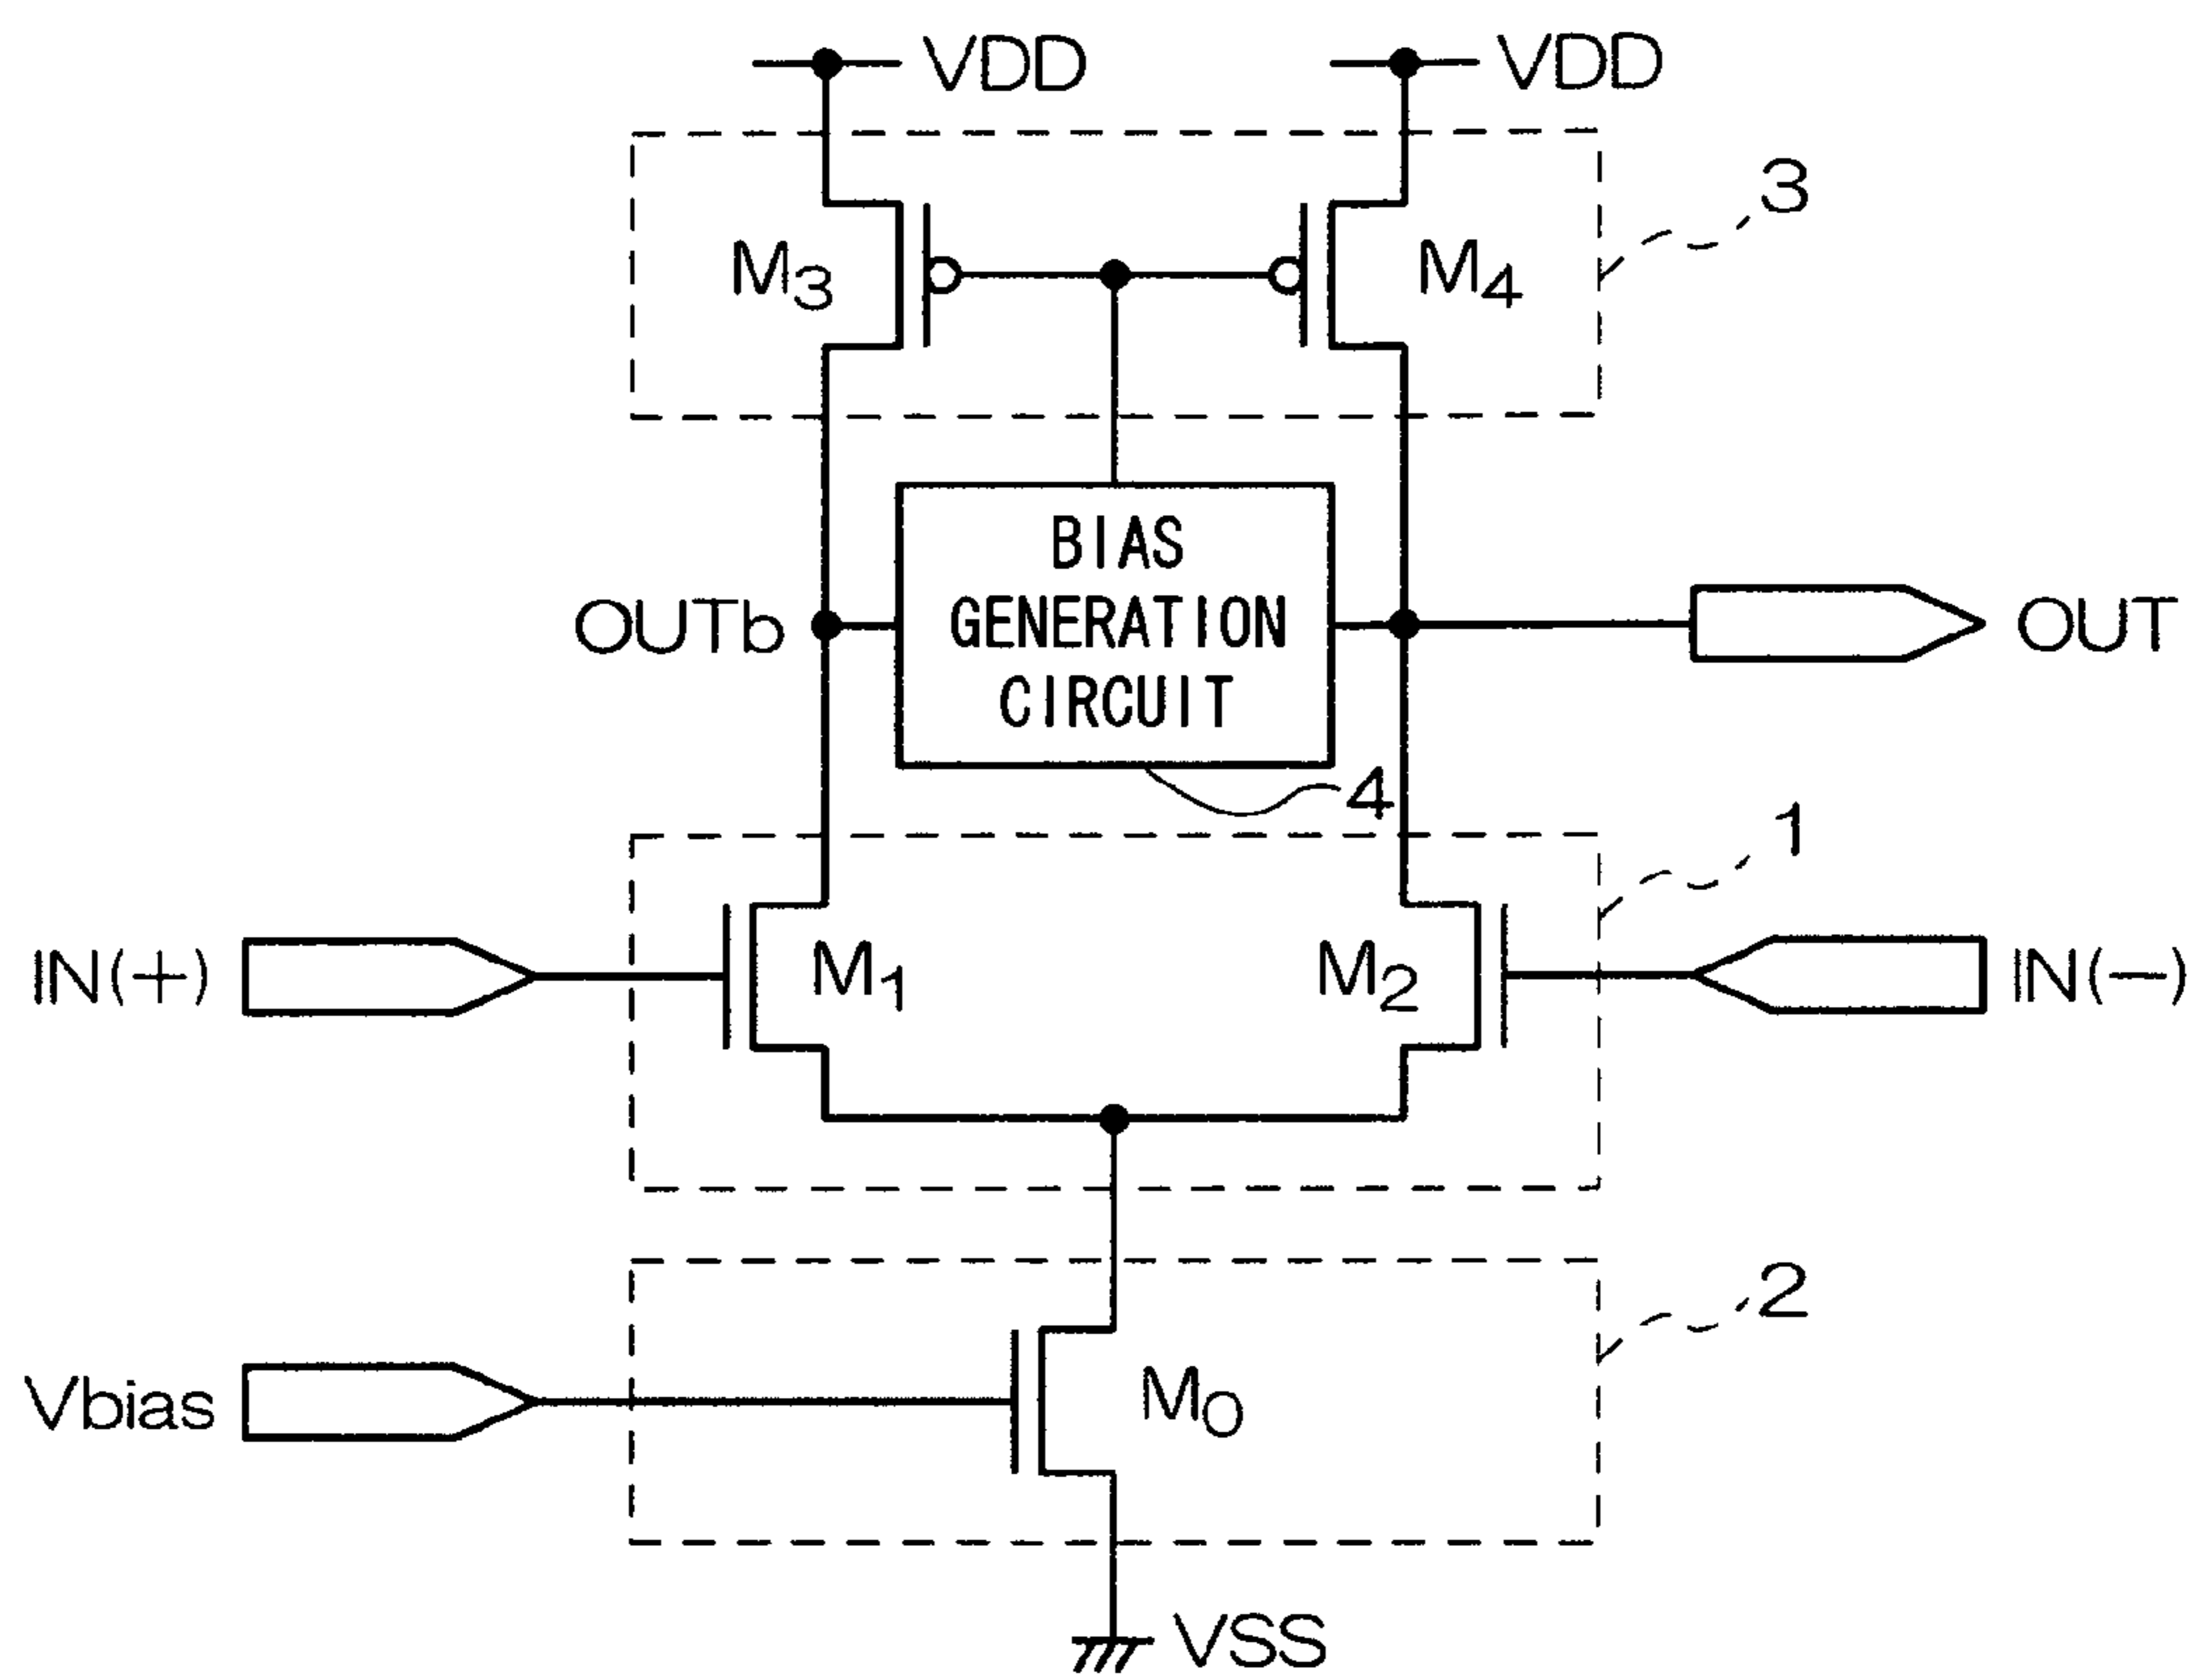 VDD
VDD
3
M3
M4
BIAS
GENERATION
CIRCUIT
OUTb
OUT
4
1
IN(+)
M1
M2
IN(−)
2
Vbias
M0
VSS